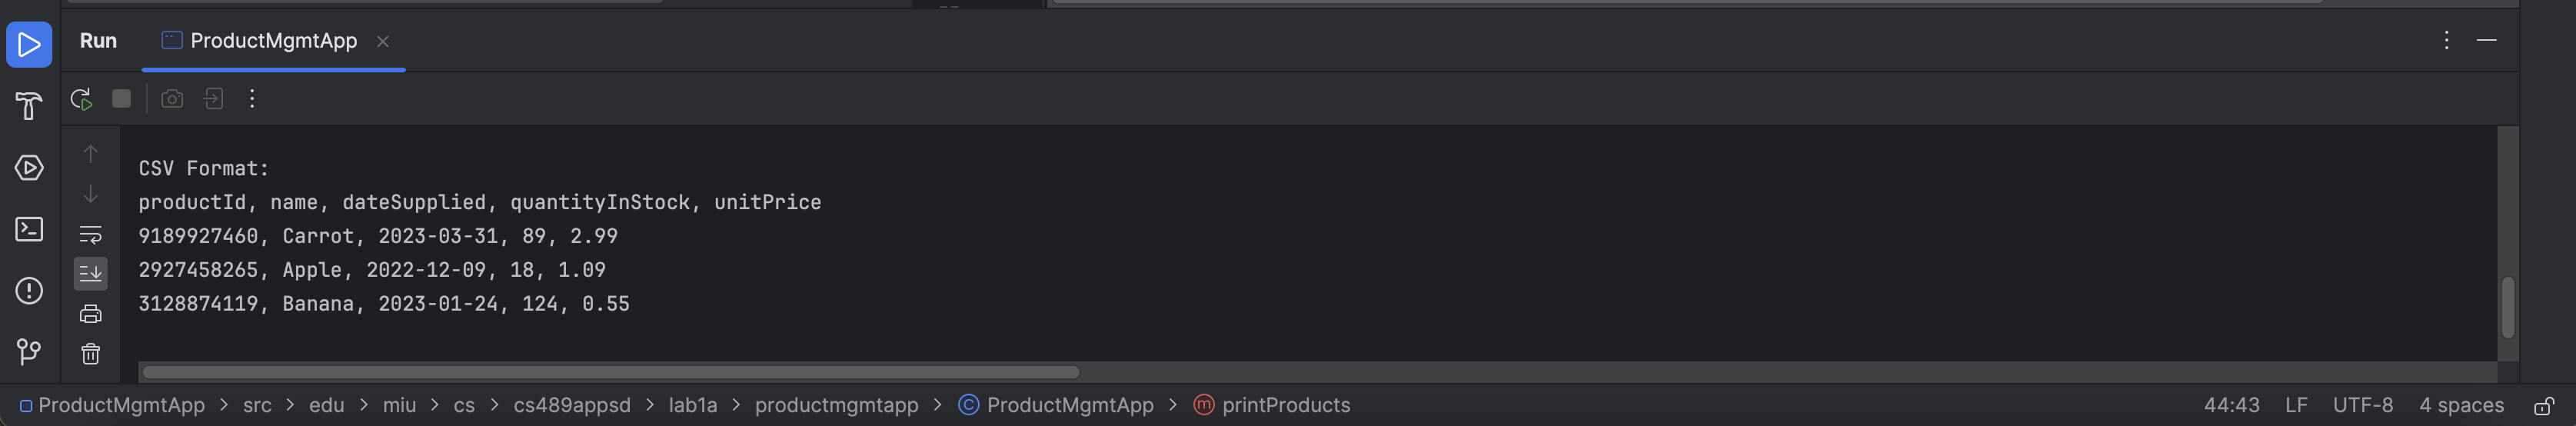 Run ProductMgmtApp
CSV Format:
productId, name, dateSupplied, quantityInStock, unitPrice
9189927460, Carrot, 2023-03-31, 89, 2.99
2927458265, Apple, 2022-12-09, 18, 1.09
3128874119, Banana, 2023-01-24, 124, 0.55
ProductMgmtApp > src > edu > miu > cs > cs489appsd > lab1a > productmgmtapp > C ProductMgmtApp > m printProducts 44:43 LF UTF-8 4 spaces